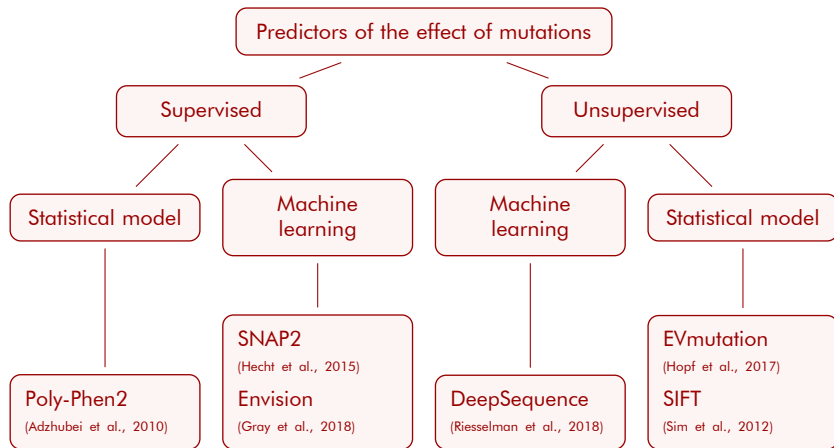 Predictors of the effect of mutations
Supervised
Unsupervised
Statistical model
Machine
learning
Machine
learning
Statistical model
Poly-Phen2
(Adzhubei et al., 2010)
SNAP2
(Hecht et al., 2015)
Envision
(Gray et al., 2018)
DeepSequence
(Riesselman et al., 2018)
EVmutation
(Hopf et al., 2017)
SIFT
(Sim et al., 2012)